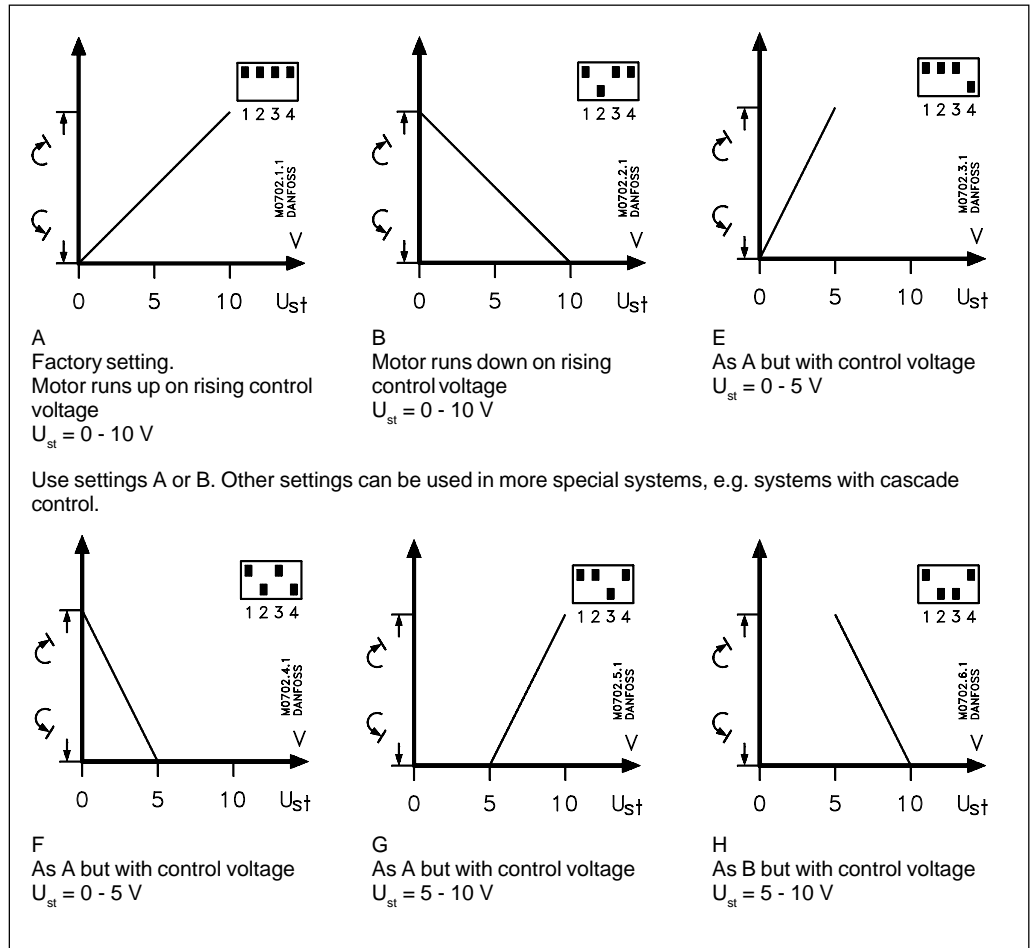 1 2 3 4
M0702.1.1
DANFOSS
V
0 5 10 Ust
A
Factory setting.
Motor runs up on rising control
voltage
Ust = 0 - 10 V
1 2 3 4
M0702.2.1
DANFOSS
V
0 5 10 Ust
B
Motor runs down on rising
control voltage
Ust = 0 - 10 V
1 2 3 4
M0702.3.1
DANFOSS
V
0 5 10 Ust
E
As A but with control voltage
Ust = 0 - 5 V
Use settings A or B. Other settings can be used in more special systems, e.g. systems with cascade
control.
1 2 3 4
M0702.4.1
DANFOSS
V
0 5 10 Ust
F
As A but with control voltage
Ust = 0 - 5 V
1 2 3 4
M0702.5.1
DANFOSS
V
0 5 10 Ust
G
As A but with control voltage
Ust = 5 - 10 V
1 2 3 4
M0702.6.1
DANFOSS
V
0 5 10 Ust
H
As B but with control voltage
Ust = 5 - 10 V